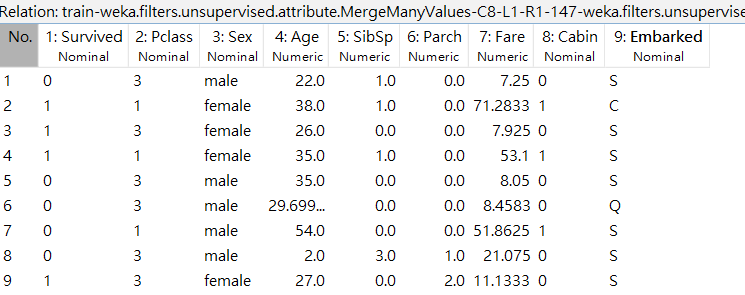 Relation: train-weka.filters.unsupervised.attribute.MergeManyValues-C8-L1-R1-147-weka.filters.unsupervise
No. 1: Survived 2: Pclass 3: Sex 4: Age 5: SibSp 6: Parch 7: Fare 8: Cabin 9: Embarked
Nominal Nominal Nominal Numeric Numeric Numeric Numeric Nominal Nominal
1 0 3 male 22.0 1.0 0.0 7.25 0 S
2 1 1 female 38.0 1.0 0.0 71.2833 1 C
3 1 3 female 26.0 0.0 0.0 7.925 0 S
4 1 1 female 35.0 1.0 0.0 53.1 1 S
5 0 3 male 35.0 0.0 0.0 8.05 0 S
6 0 3 male 29.699... 0.0 0.0 8.4583 0 Q
7 0 1 male 54.0 0.0 0.0 51.8625 1 S
8 0 3 male 2.0 3.0 1.0 21.075 0 S
9 1 3 female 27.0 0.0 2.0 11.1333 0 S